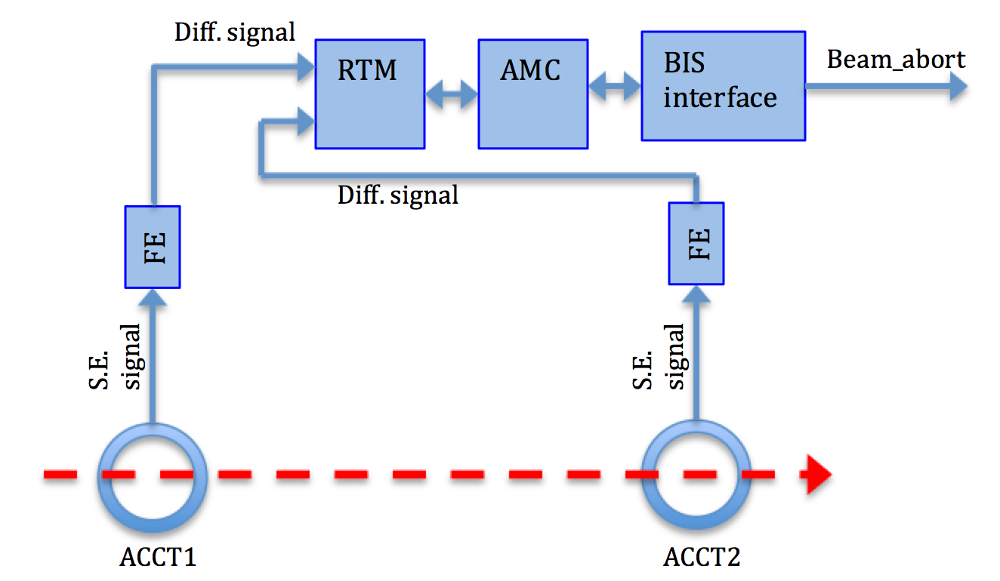 Diff. signal
RTM
AMC
BIS
interface
Beam_abort
Diff. signal
FE
FE
S.E.
signal
S.E.
signal
ACCT1
ACCT2